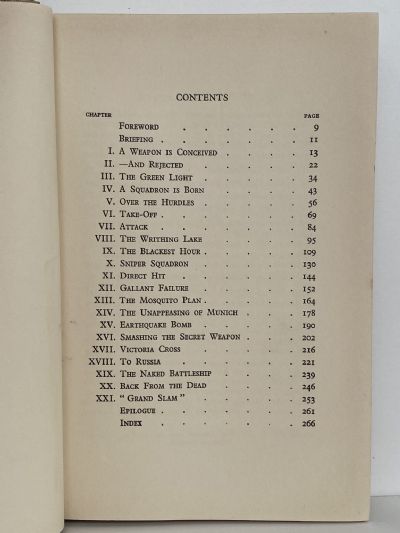 CONTENTS
CHAPTER PAGE
FOREWORD . . . . . . 9
BRIEFING . . . . . . 11
I. A WEAPON IS CONCEIVED . . . . 13
II. —AND REJECTED . . . . . 22
III. THE GREEN LIGHT . . . . . 34
IV. A SQUADRON IS BORN . . . . 43
V. OVER THE HURDLES . . . . 56
VI. TAKE-OFF . . . . . . 69
VII. ATTACK . . . . . . 84
VIII. THE WRITHING LAKE . . . . 95
IX. THE BLACKEST HOUR . . . . 109
X. SNIPER SQUADRON . . . . 130
XI. DIRECT HIT . . . . . 144
XII. GALLANT FAILURE . . . . 152
XIII. THE MOSQUITO PLAN . . . . 164
XIV. THE UNAPPEASING OF MUNICH . . . 178
XV. EARTHQUAKE BOMB . . . . 190
XVI. SMASHING THE SECRET WEAPON . . . 202
XVII. VICTORIA CROSS . . . . 216
XVIII. TO RUSSIA . . . . . 221
XIX. THE NAKED BATTLESHIP . . . . 239
XX. BACK FROM THE DEAD . . . . 246
XXI. " GRAND SLAM " . . . . 253
EPILOGUE . . . . . 261
INDEX . . . . . . 266